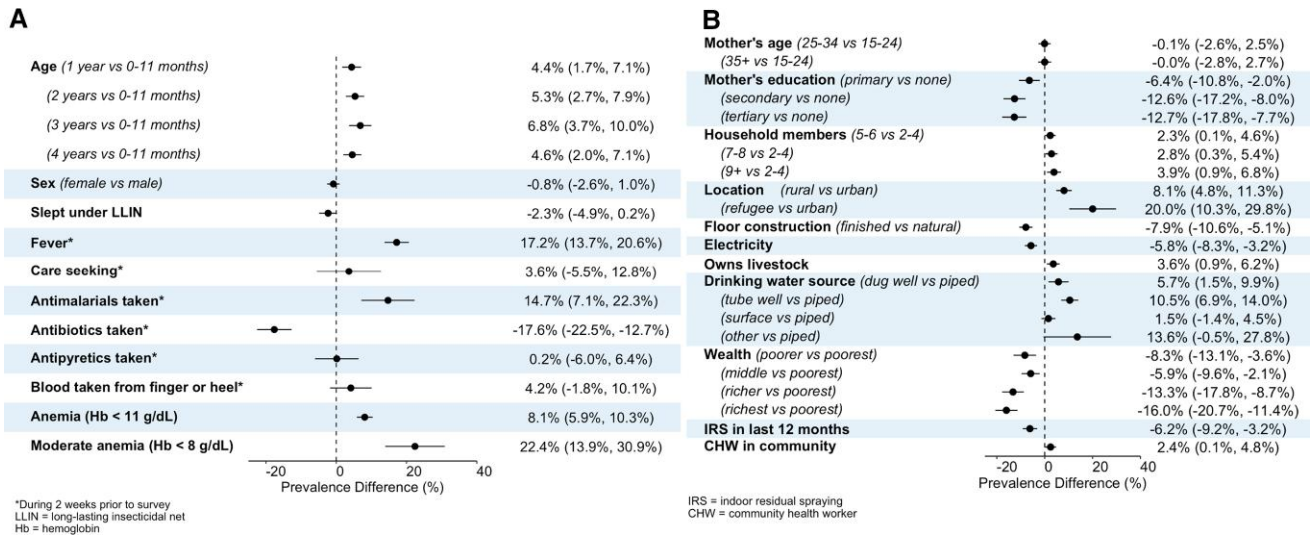 A
Age (1 year vs 0-11 months) 4.4% (1.7%, 7.1%)
(2 years vs 0-11 months) 5.3% (2.7%, 7.9%)
(3 years vs 0-11 months) 6.8% (3.7%, 10.0%)
(4 years vs 0-11 months) 4.6% (2.0%, 7.1%)
Sex (female vs male) -0.8% (-2.6%, 1.0%)
Slept under LLIN -2.3% (-4.9%, 0.2%)
Fever* 17.2% (13.7%, 20.6%)
Care seeking* 3.6% (-5.5%, 12.8%)
Antimalarials taken* 14.7% (7.1%, 22.3%)
Antibiotics taken* -17.6% (-22.5%, -12.7%)
Antipyretics taken* 0.2% (-6.0%, 6.4%)
Blood taken from finger or heel* 4.2% (-1.8%, 10.1%)
Anemia (Hb < 11 g/dL) 8.1% (5.9%, 10.3%)
Moderate anemia (Hb < 8 g/dL) 22.4% (13.9%, 30.9%)
-20 0 20 40
Prevalence Difference (%)
*During 2 weeks prior to survey
LLIN = long-lasting insecticidal net
Hb = hemoglobin
B
Mother's age (25-34 vs 15-24) -0.1% (-2.6%, 2.5%)
(35+ vs 15-24) -0.0% (-2.8%, 2.7%)
Mother's education (primary vs none) -6.4% (-10.8%, -2.0%)
(secondary vs none) -12.6% (-17.2%, -8.0%)
(tertiary vs none) -12.7% (-17.8%, -7.7%)
Household members (5-6 vs 2-4) 2.3% (0.1%, 4.6%)
(7-8 vs 2-4) 2.8% (0.3%, 5.4%)
(9+ vs 2-4) 3.9% (0.9%, 6.8%)
Location (rural vs urban) 8.1% (4.8%, 11.3%)
(refugee vs urban) 20.0% (10.3%, 29.8%)
Floor construction (finished vs natural) -7.9% (-10.6%, -5.1%)
Electricity -5.8% (-8.3%, -3.2%)
Owns livestock 3.6% (0.9%, 6.2%)
Drinking water source (dug well vs piped) 5.7% (1.5%, 9.9%)
(tube well vs piped) 10.5% (6.9%, 14.0%)
(surface vs piped) 1.5% (-1.4%, 4.5%)
(other vs piped) 13.6% (-0.5%, 27.8%)
Wealth (poorer vs poorest) -8.3% (-13.1%, -3.6%)
(middle vs poorest) -5.9% (-9.6%, -2.1%)
(richer vs poorest) -13.3% (-17.8%, -8.7%)
(richest vs poorest) -16.0% (-20.7%, -11.4%)
IRS in last 12 months -6.2% (-9.2%, -3.2%)
CHW in community 2.4% (0.1%, 4.8%)
-20 0 20 40
Prevalence Difference (%)
IRS = indoor residual spraying
CHW = community health worker